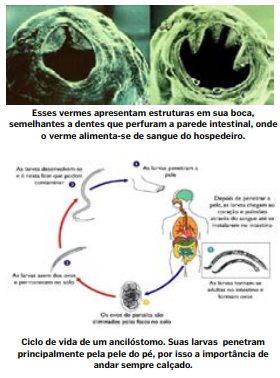 Esses vermes apresentam estruturas em sua boca,
semelhantes a dentes que perfuram a parede intestinal, onde
o verme alimenta-se de sangue do hospedeiro.
As larvas penetram a
pele
As larvas desenvolvem-se
e é nesta fase que podem
contaminar
Depois de penetrar a
pele, as larvas chegam ao
coração e pulmões
através do sangue até se
instalarem no intestino
As larvas tornam-se
adultas no intestino e
formam ovos
As larvas saem dos ovos
e permanecem no solo
Os ovos do parasita são
eliminados pelas fezes no solo
Ciclo de vida de um ancilóstomo. Suas larvas penetram
principalmente pela pele do pé, por isso a importância de
andar sempre calçado.